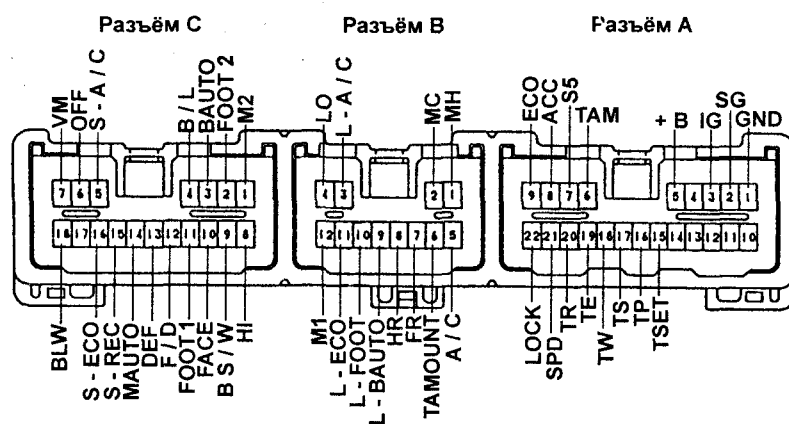 Разъём C
Разъём B
Разъём A
VM
OFF
S - A / C
B / L
BAUTO
FOOT 2
M2
LO
L - A / C
MC
MH
ECO
ACC
S5
TAM
+ B
IG
SG
GND
7 6 5 4 3 2 1
4 3 2 1
9 8 7 6 5 4 3 2 1
18 17 16 15 14 13 12 11 10 9 8
12 11 10 9 8 7 6 5
22 21 20 19 18 17 16 15 14 13 12 11 10
BLW
S - ECO
S - REC
MAUTO
DEF
F / D
FOOT 1
FACE
B S / W
HI
M1
L - ECO
L - FOOT
L - BAUTO
HR
FR
TAMOUNT
A / C
LOCK
SPD
TR
TE
TW
TS
TP
TSET